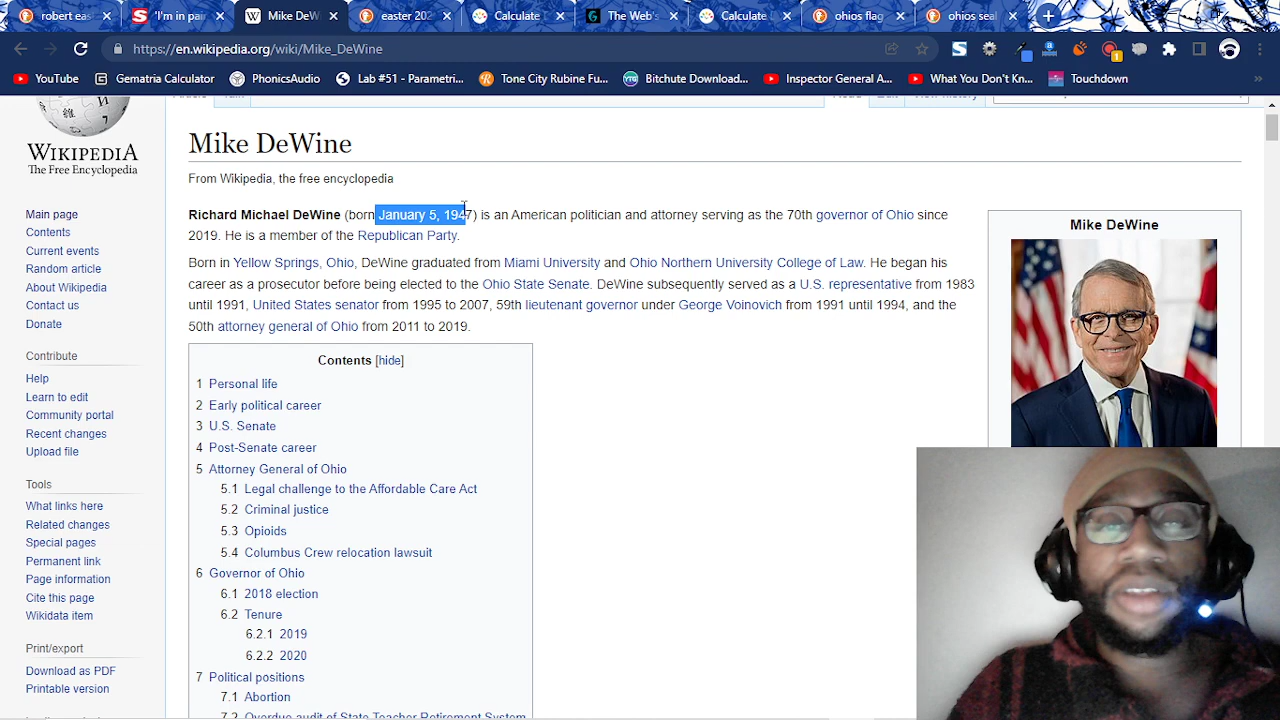 robert eas
'I'm in pai
Mike DeW
easter 202
Calculate D
The Web's
Calculate D
ohios flag
ohios seal
https://en.wikipedia.org/wiki/Mike_DeWine
YouTube
Gematria Calculator
PhonicsAudio
Lab #51 - Parametri...
Tone City Rubine Fu...
Bitchute Download...
Inspector General A...
What You Don't Kn...
Touchdown
WIKIPEDIA
The Free Encyclopedia
Main page
Contents
Current events
Random article
About Wikipedia
Contact us
Donate
Contribute
Help
Learn to edit
Community portal
Recent changes
Upload file
Tools
What links here
Related changes
Special pages
Permanent link
Page information
Cite this page
Wikidata item
Print/export
Download as PDF
Printable version
Mike DeWine
From Wikipedia, the free encyclopedia
Richard Michael DeWine (born January 5, 1947) is an American politician and attorney serving as the 70th governor of Ohio since
2019. He is a member of the Republican Party.
Born in Yellow Springs, Ohio, DeWine graduated from Miami University and Ohio Northern University College of Law. He began his
career as a prosecutor before being elected to the Ohio State Senate. DeWine subsequently served as a U.S. representative from 1983
until 1991, United States senator from 1995 to 2007, 59th lieutenant governor under George Voinovich from 1991 until 1994, and the
50th attorney general of Ohio from 2011 to 2019.
Contents [hide]
1 Personal life
2 Early political career
3 U.S. Senate
4 Post-Senate career
5 Attorney General of Ohio
5.1 Legal challenge to the Affordable Care Act
5.2 Criminal justice
5.3 Opioids
5.4 Columbus Crew relocation lawsuit
6 Governor of Ohio
6.1 2018 election
6.2 Tenure
6.2.1 2019
6.2.2 2020
7 Political positions
7.1 Abortion
7.2 Overdue audit of State Teacher Retirement System
Mike DeWine